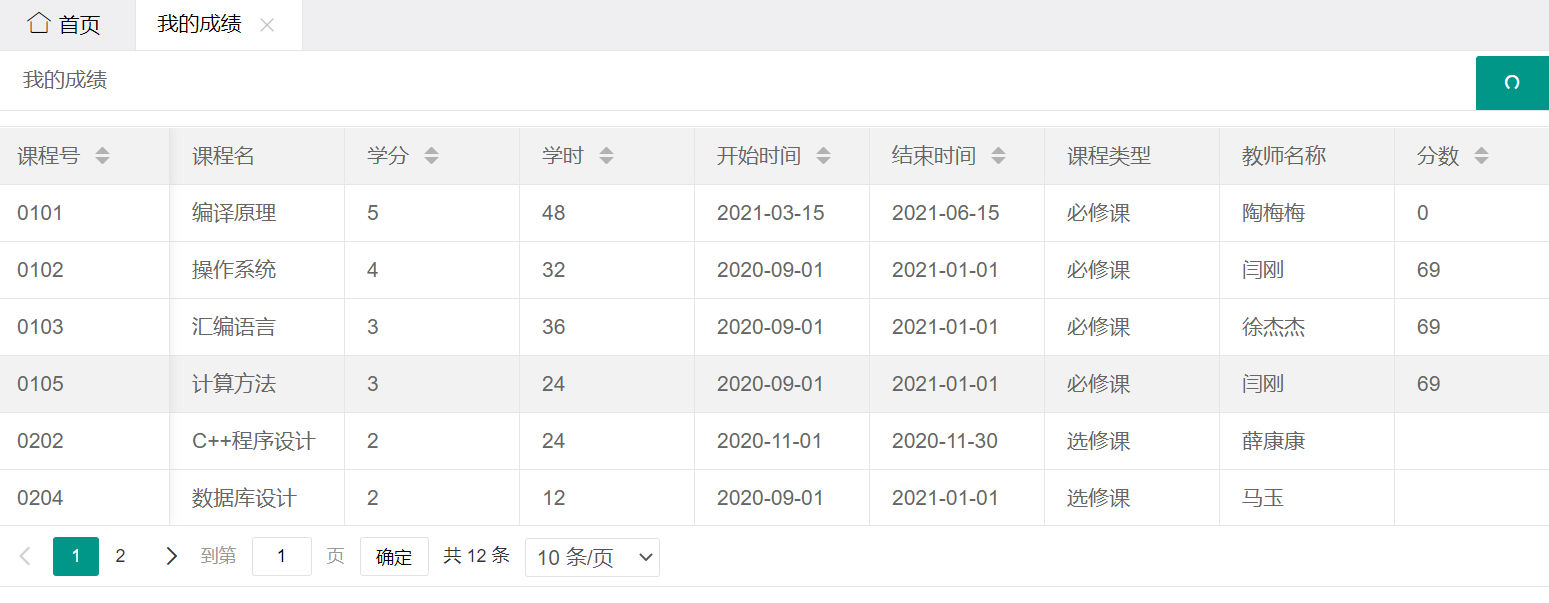 首页 我的成绩
我的成绩
课程号 课程名 学分 学时 开始时间 结束时间 课程类型 教师名称 分数
0101 编译原理 5 48 2021-03-15 2021-06-15 必修课 陶梅梅 0
0102 操作系统 4 32 2020-09-01 2021-01-01 必修课 闫刚 69
0103 汇编语言 3 36 2020-09-01 2021-01-01 必修课 徐杰杰 69
0105 计算方法 3 24 2020-09-01 2021-01-01 必修课 闫刚 69
0202 C++程序设计 2 24 2020-11-01 2020-11-30 选修课 薛康康
0204 数据库设计 2 12 2020-09-01 2021-01-01 选修课 马玉
1 2 到第 1 页 确定 共 12 条 10 条/页